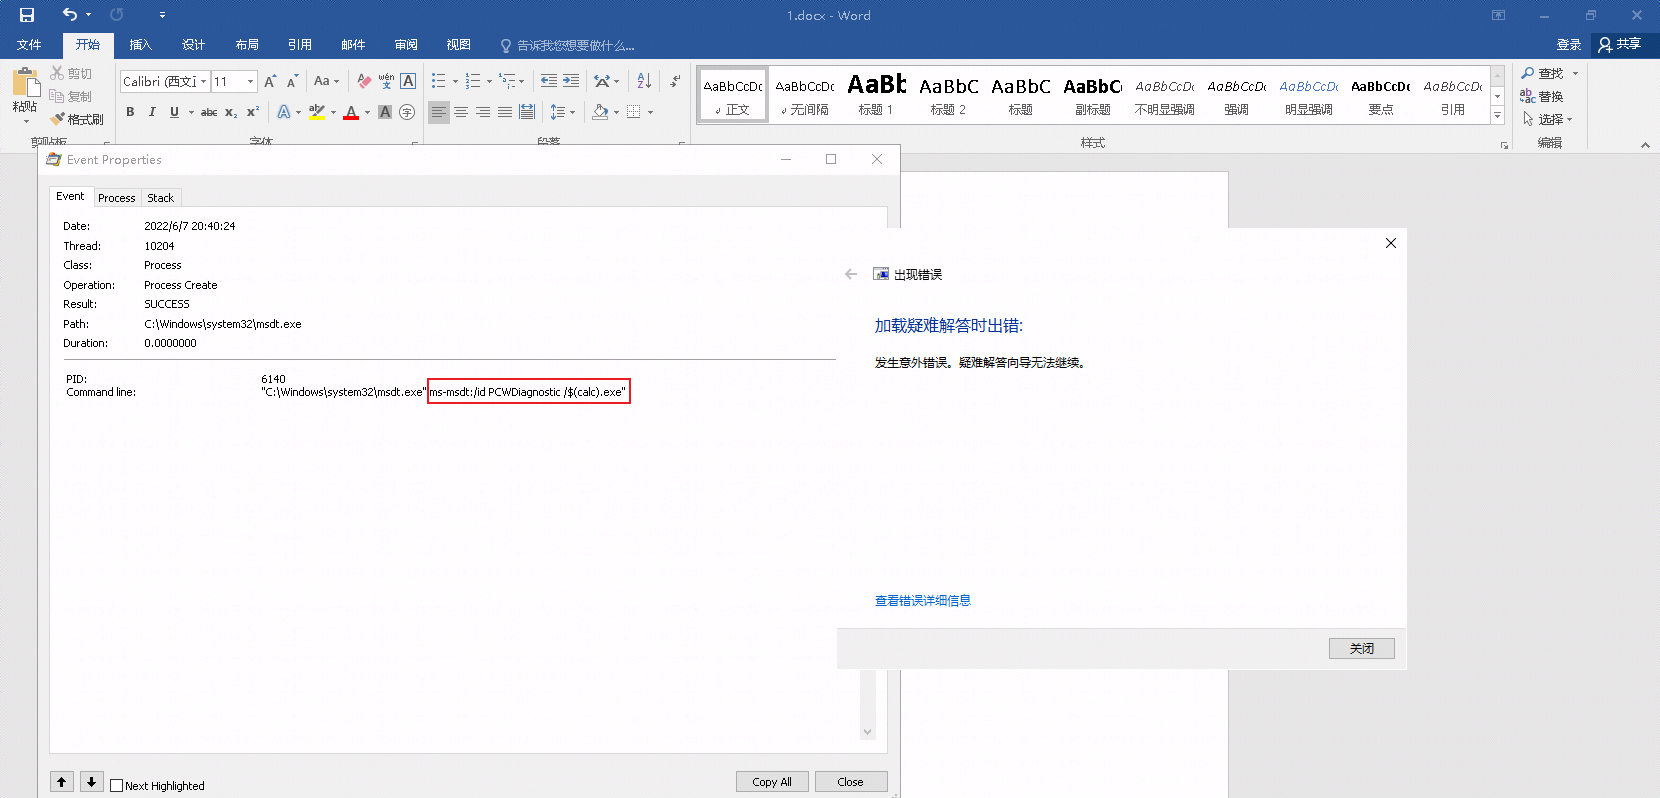 1.docx - Word
文件 开始 插入 设计 布局 引用 邮件 审阅 视图 告诉我您想要做什么... 登录 共享
粘贴 剪切 复制 格式刷
Calibri (西文 11 Aa wén 文 A
B I U abc x₂ x² A ab A A 字
AaBbCcDc AaBbCcDc AaBb AaBbC AaBbC AaBbC AaBbCcDc AaBbCcDc AaBbCcDc AaBbCcDc AaBbCcDc
正文 无间隔 标题 1 标题 2 标题 副标题 不明显强调 强调 明显强调 要点 引用
查找
替换
选择
剪贴板 字体 段落 样式 编辑
Event Properties
Event Process Stack
Date: 2022/6/7 20:40:24
Thread: 10204
Class: Process
Operation: Process Create
Result: SUCCESS
Path: C:\Windows\system32\msdt.exe
Duration: 0.0000000
PID: 6140
Command line: "C:\Windows\system32\msdt.exe" ms-msdt:/id PCWDiagnostic /$(calc).exe"
Next Highlighted
Copy All Close
出现错误
加载疑难解答时出错:
发生意外错误。疑难解答向导无法继续。
查看错误详细信息
关闭